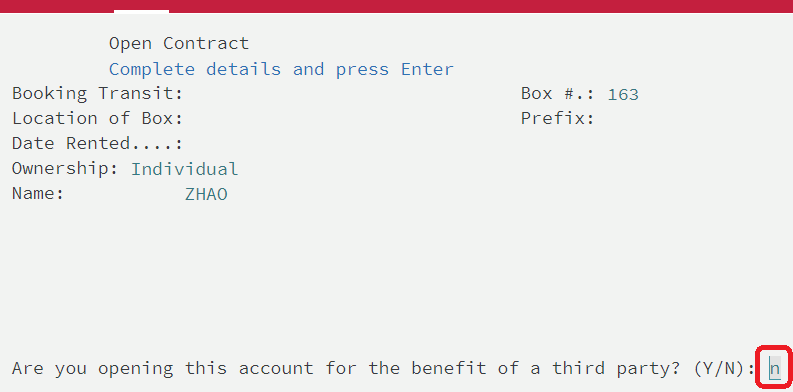 Open Contract
Complete details and press Enter
Booking Transit: Box #.: 163
Location of Box: Prefix:
Date Rented....:
Ownership: Individual
Name: ZHAO
Are you opening this account for the benefit of a third party? (Y/N): n